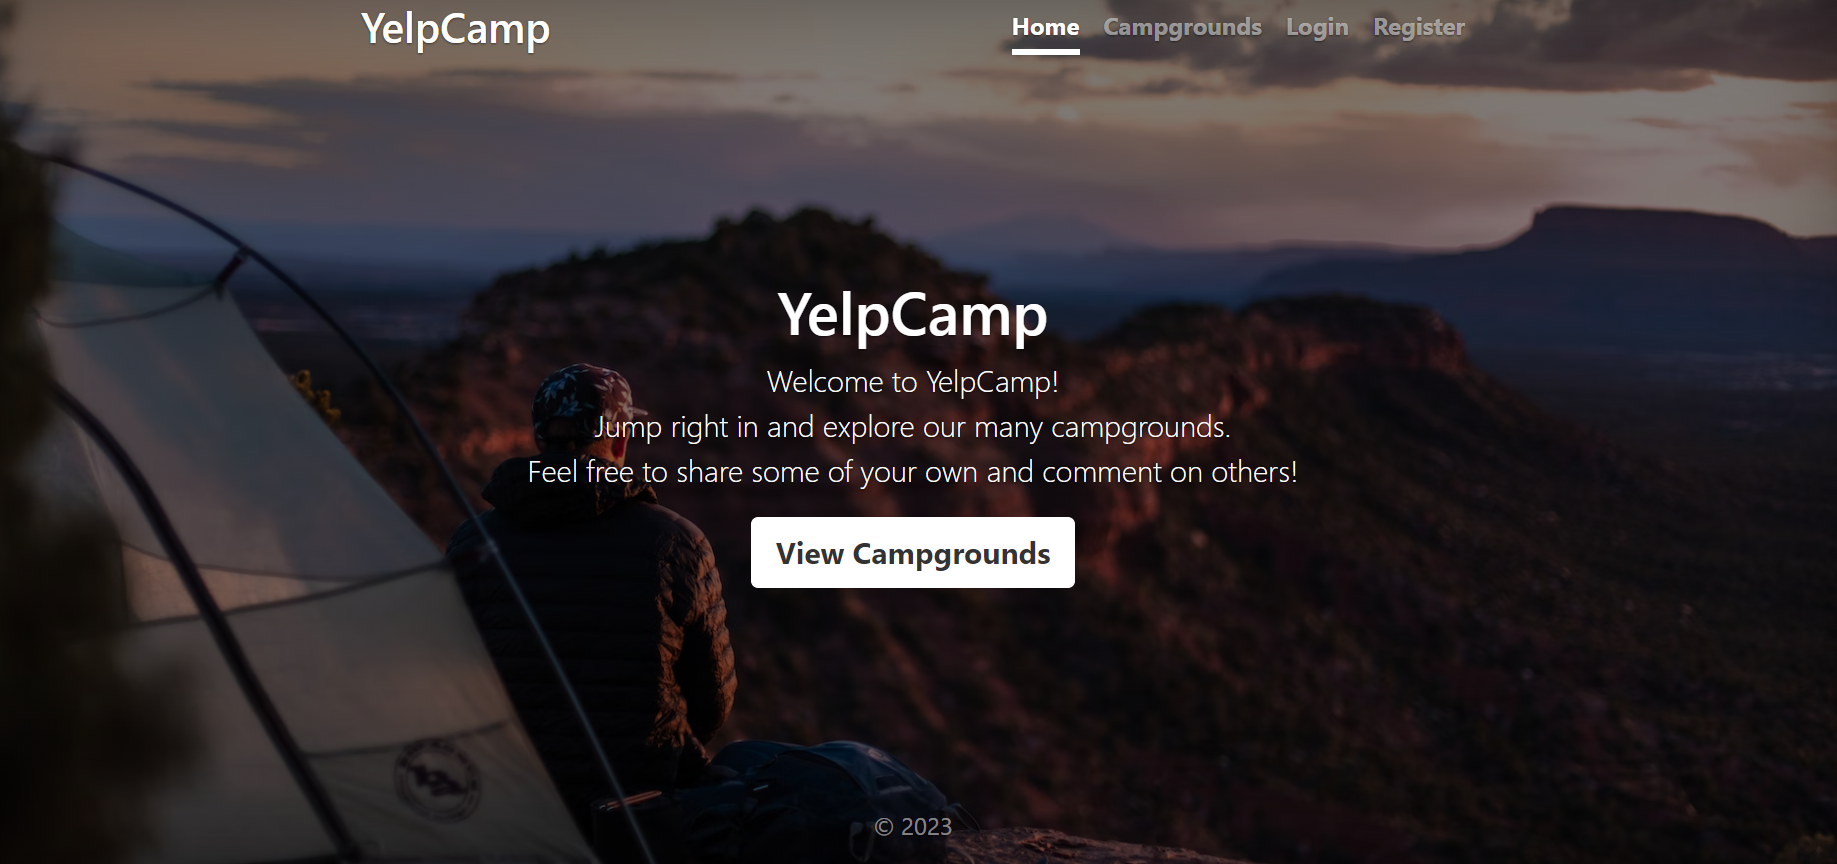 YelpCamp
Home Campgrounds Login Register
YelpCamp
Welcome to YelpCamp!
Jump right in and explore our many campgrounds.
Feel free to share some of your own and comment on others!
View Campgrounds
© 2023